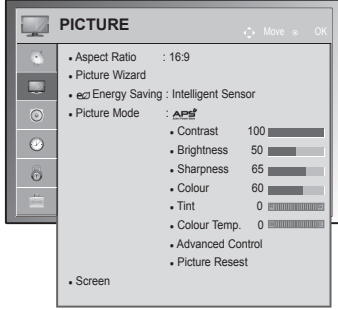 PICTURE
Move OK
• Aspect Ratio : 16:9
• Picture Wizard
• Energy Saving : Intelligent Sensor
• Picture Mode : APS
• Contrast 100
• Brightness 50
• Sharpness 65
• Colour 60
• Tint 0
• Colour Temp. 0
• Advanced Control
• Picture Resest
• Screen